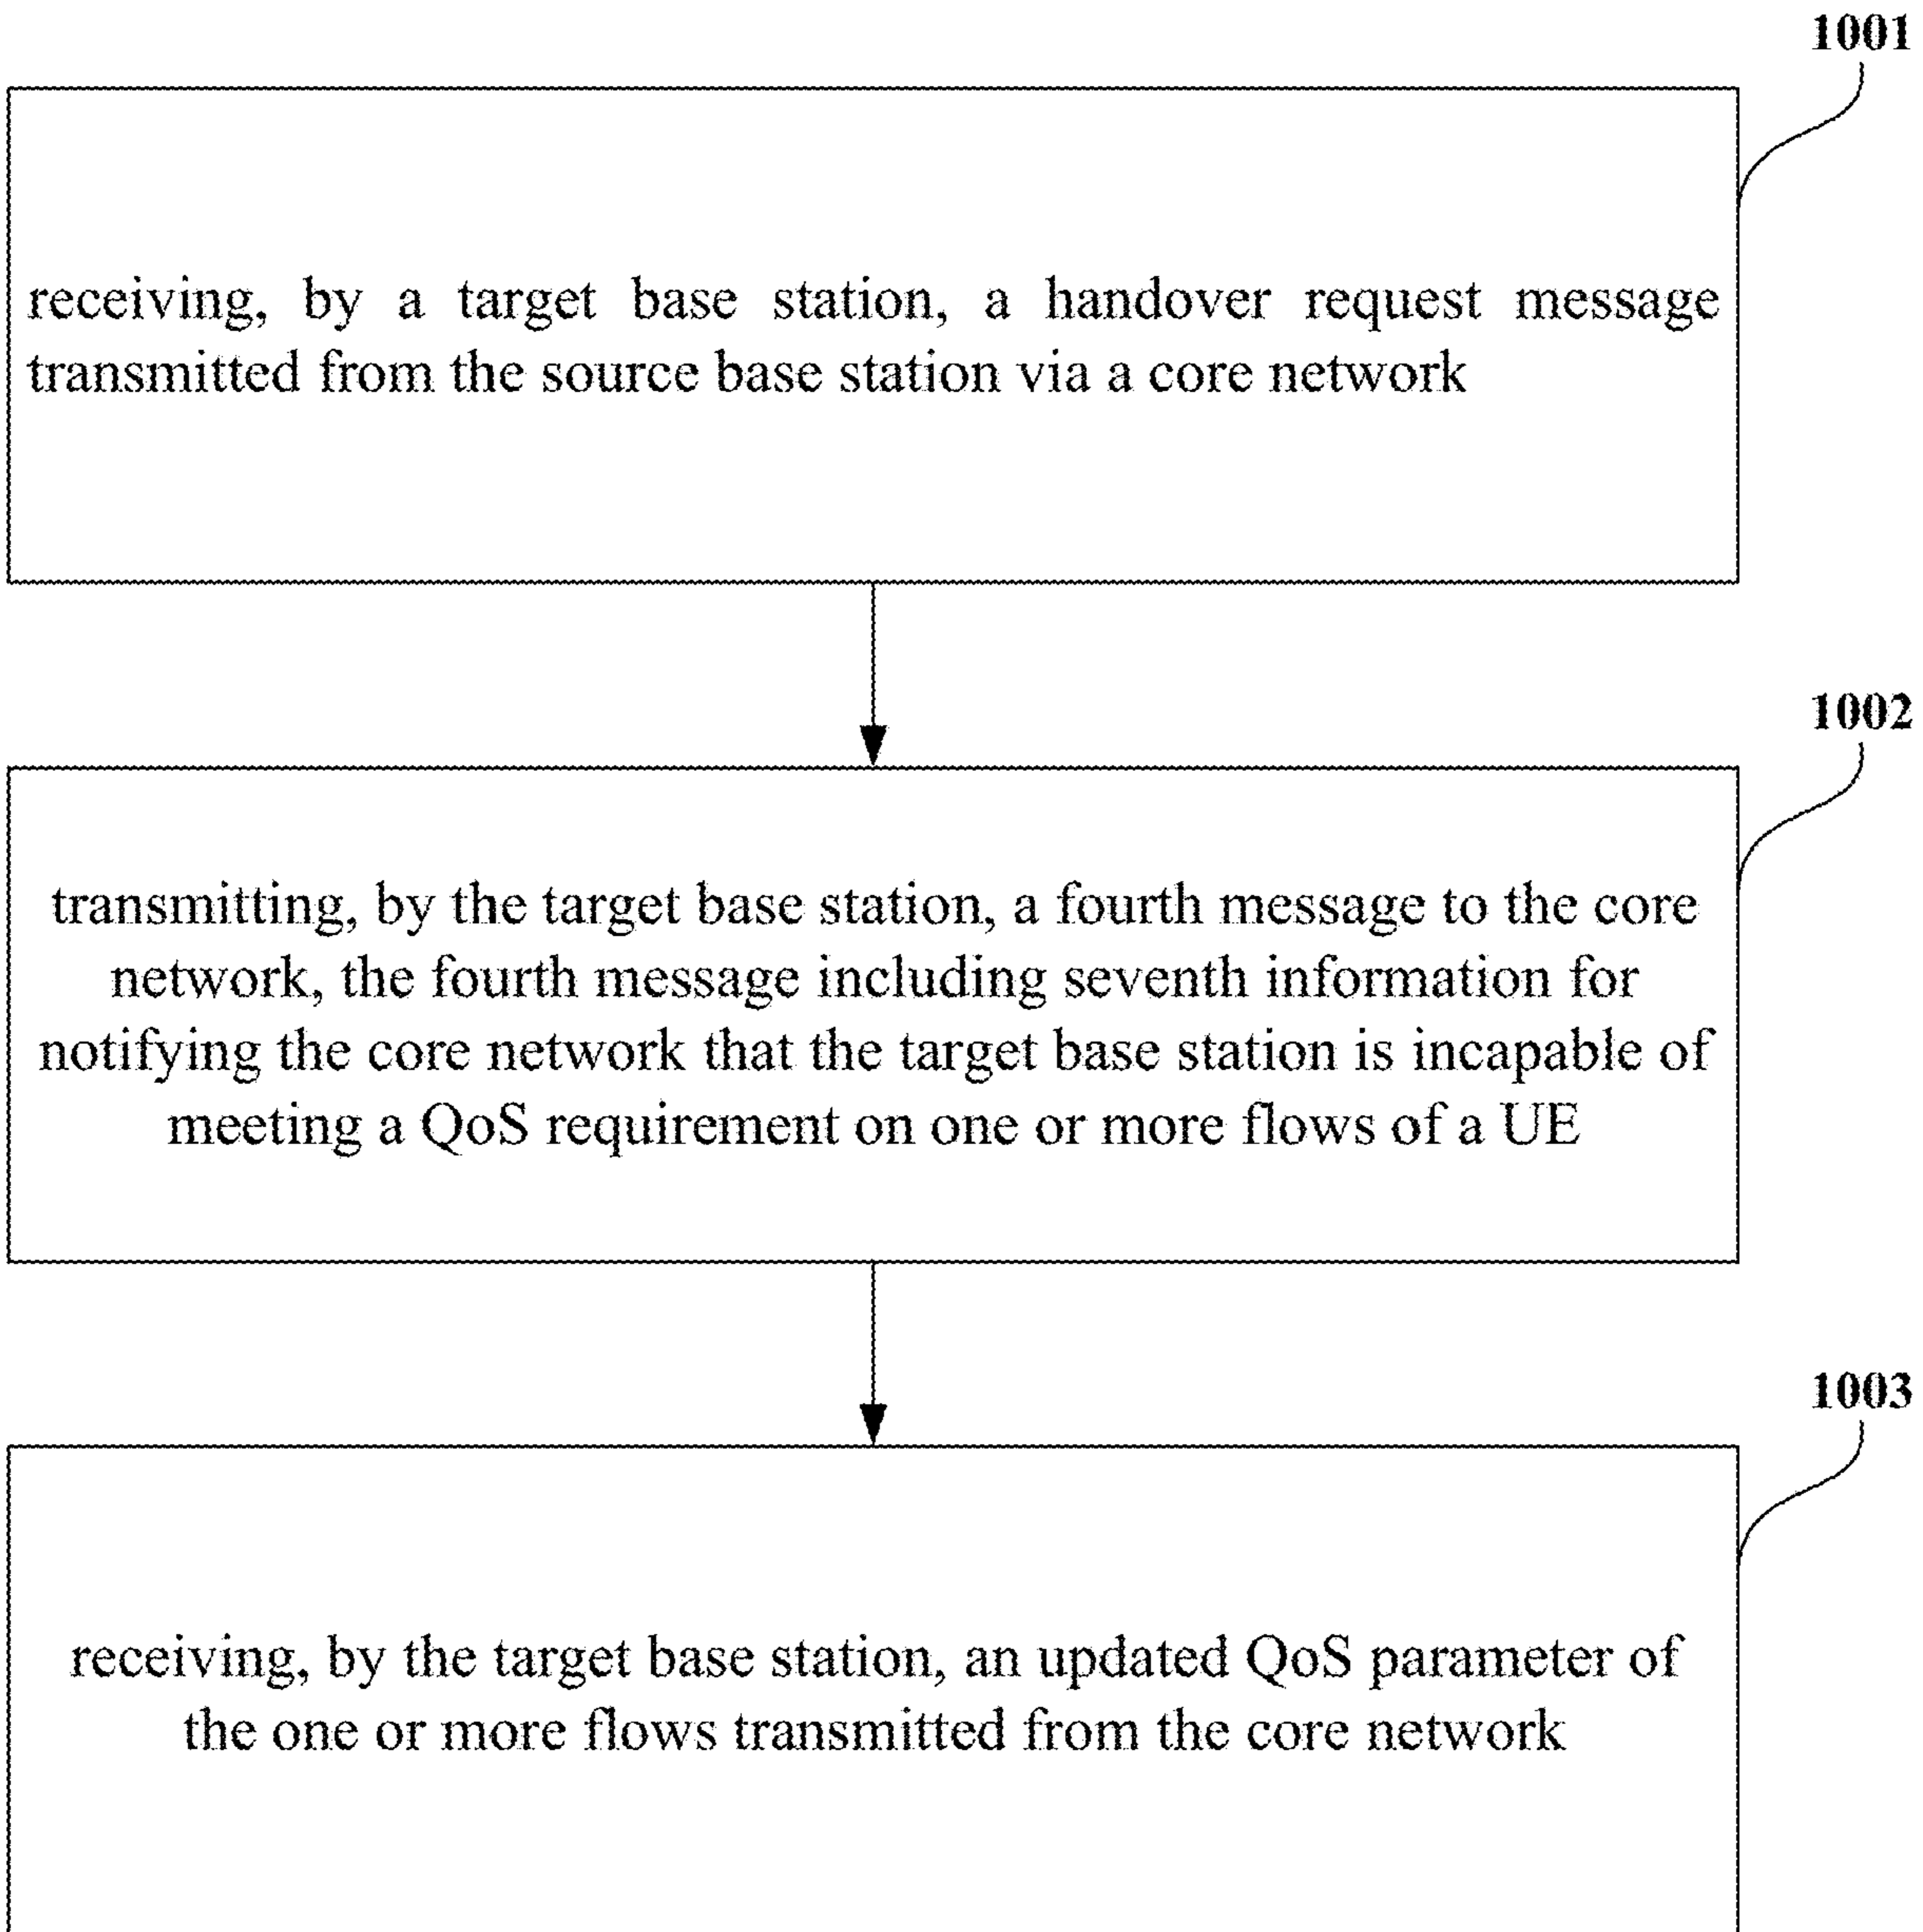 1001
receiving, by a target base station, a handover request message
transmitted from the source base station via a core network
1002
transmitting, by the target base station, a fourth message to the core
network, the fourth message including seventh information for
notifying the core network that the target base station is incapable of
meeting a QoS requirement on one or more flows of a UE
1003
receiving, by the target base station, an updated QoS parameter of
the one or more flows transmitted from the core network